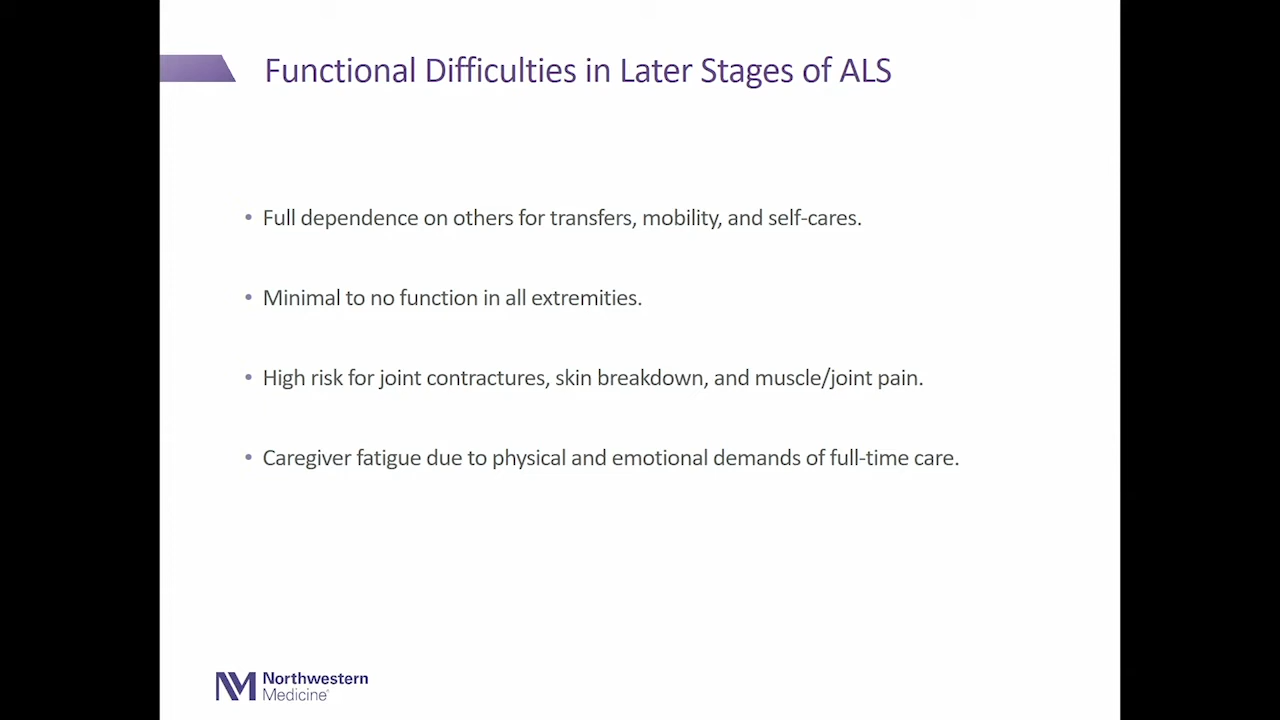 Functional Difficulties in Later Stages of ALS
• Full dependence on others for transfers, mobility, and self-cares.
• Minimal to no function in all extremities.
• High risk for joint contractures, skin breakdown, and muscle/joint pain.
• Caregiver fatigue due to physical and emotional demands of full-time care.
NM Northwestern
Medicine®